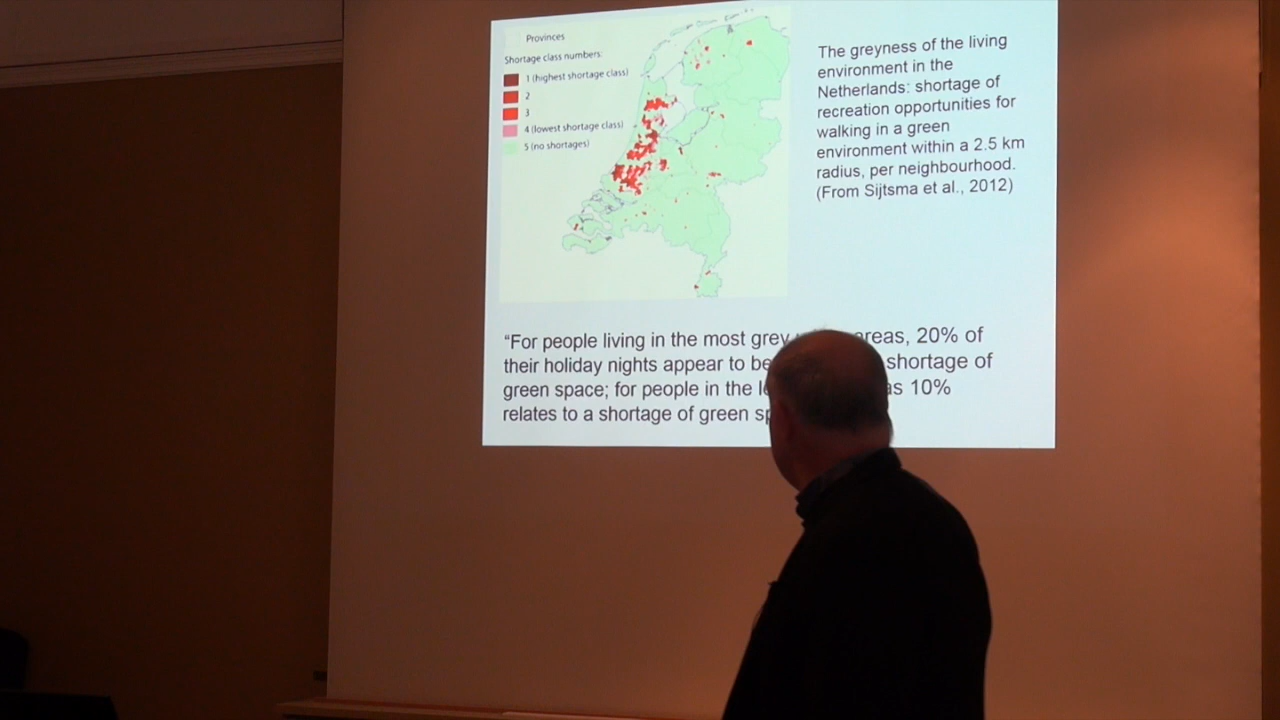 Provinces
Shortage class numbers:
1 (highest shortage class)
2
3
4 (lowest shortage class)
5 (no shortages)
The greyness of the living
environment in the
Netherlands: shortage of
recreation opportunities for
walking in a green
environment within a 2.5 km
radius, per neighbourhood.
(From Sijtsma et al., 2012)
“For people living in the most grey areas, 20% of
their holiday nights appear to be shortage of
green space; for people in the 10%
relates to a shortage of green